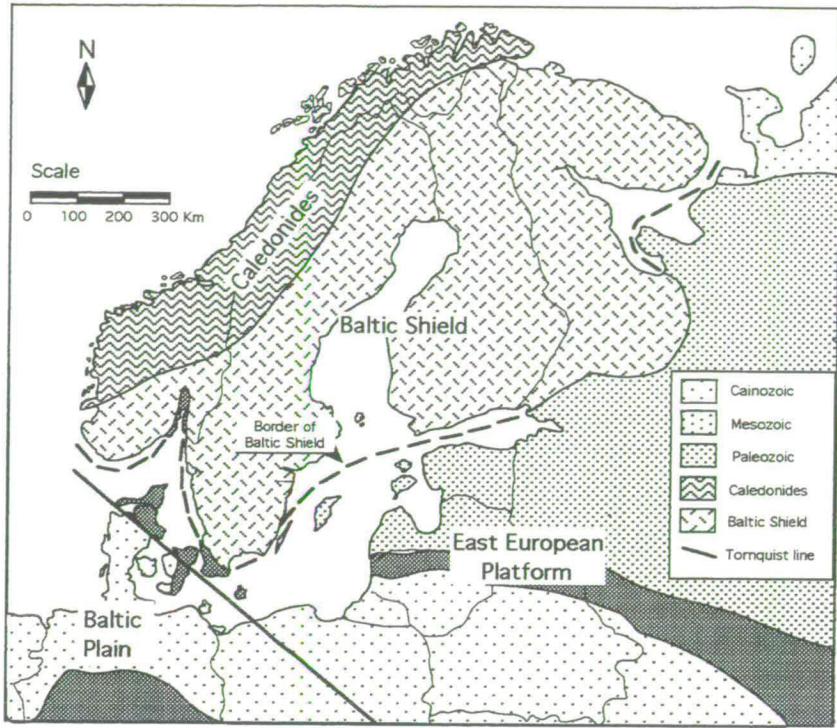 N
Scale
0 100 200 300 Km
Caledonides
Baltic Shield
Border of
Baltic Shield
East European
Platform
Baltic
Plain
Cainozoic
Mesozoic
Paleozoic
Caledonides
Baltic Shield
Tornquist line